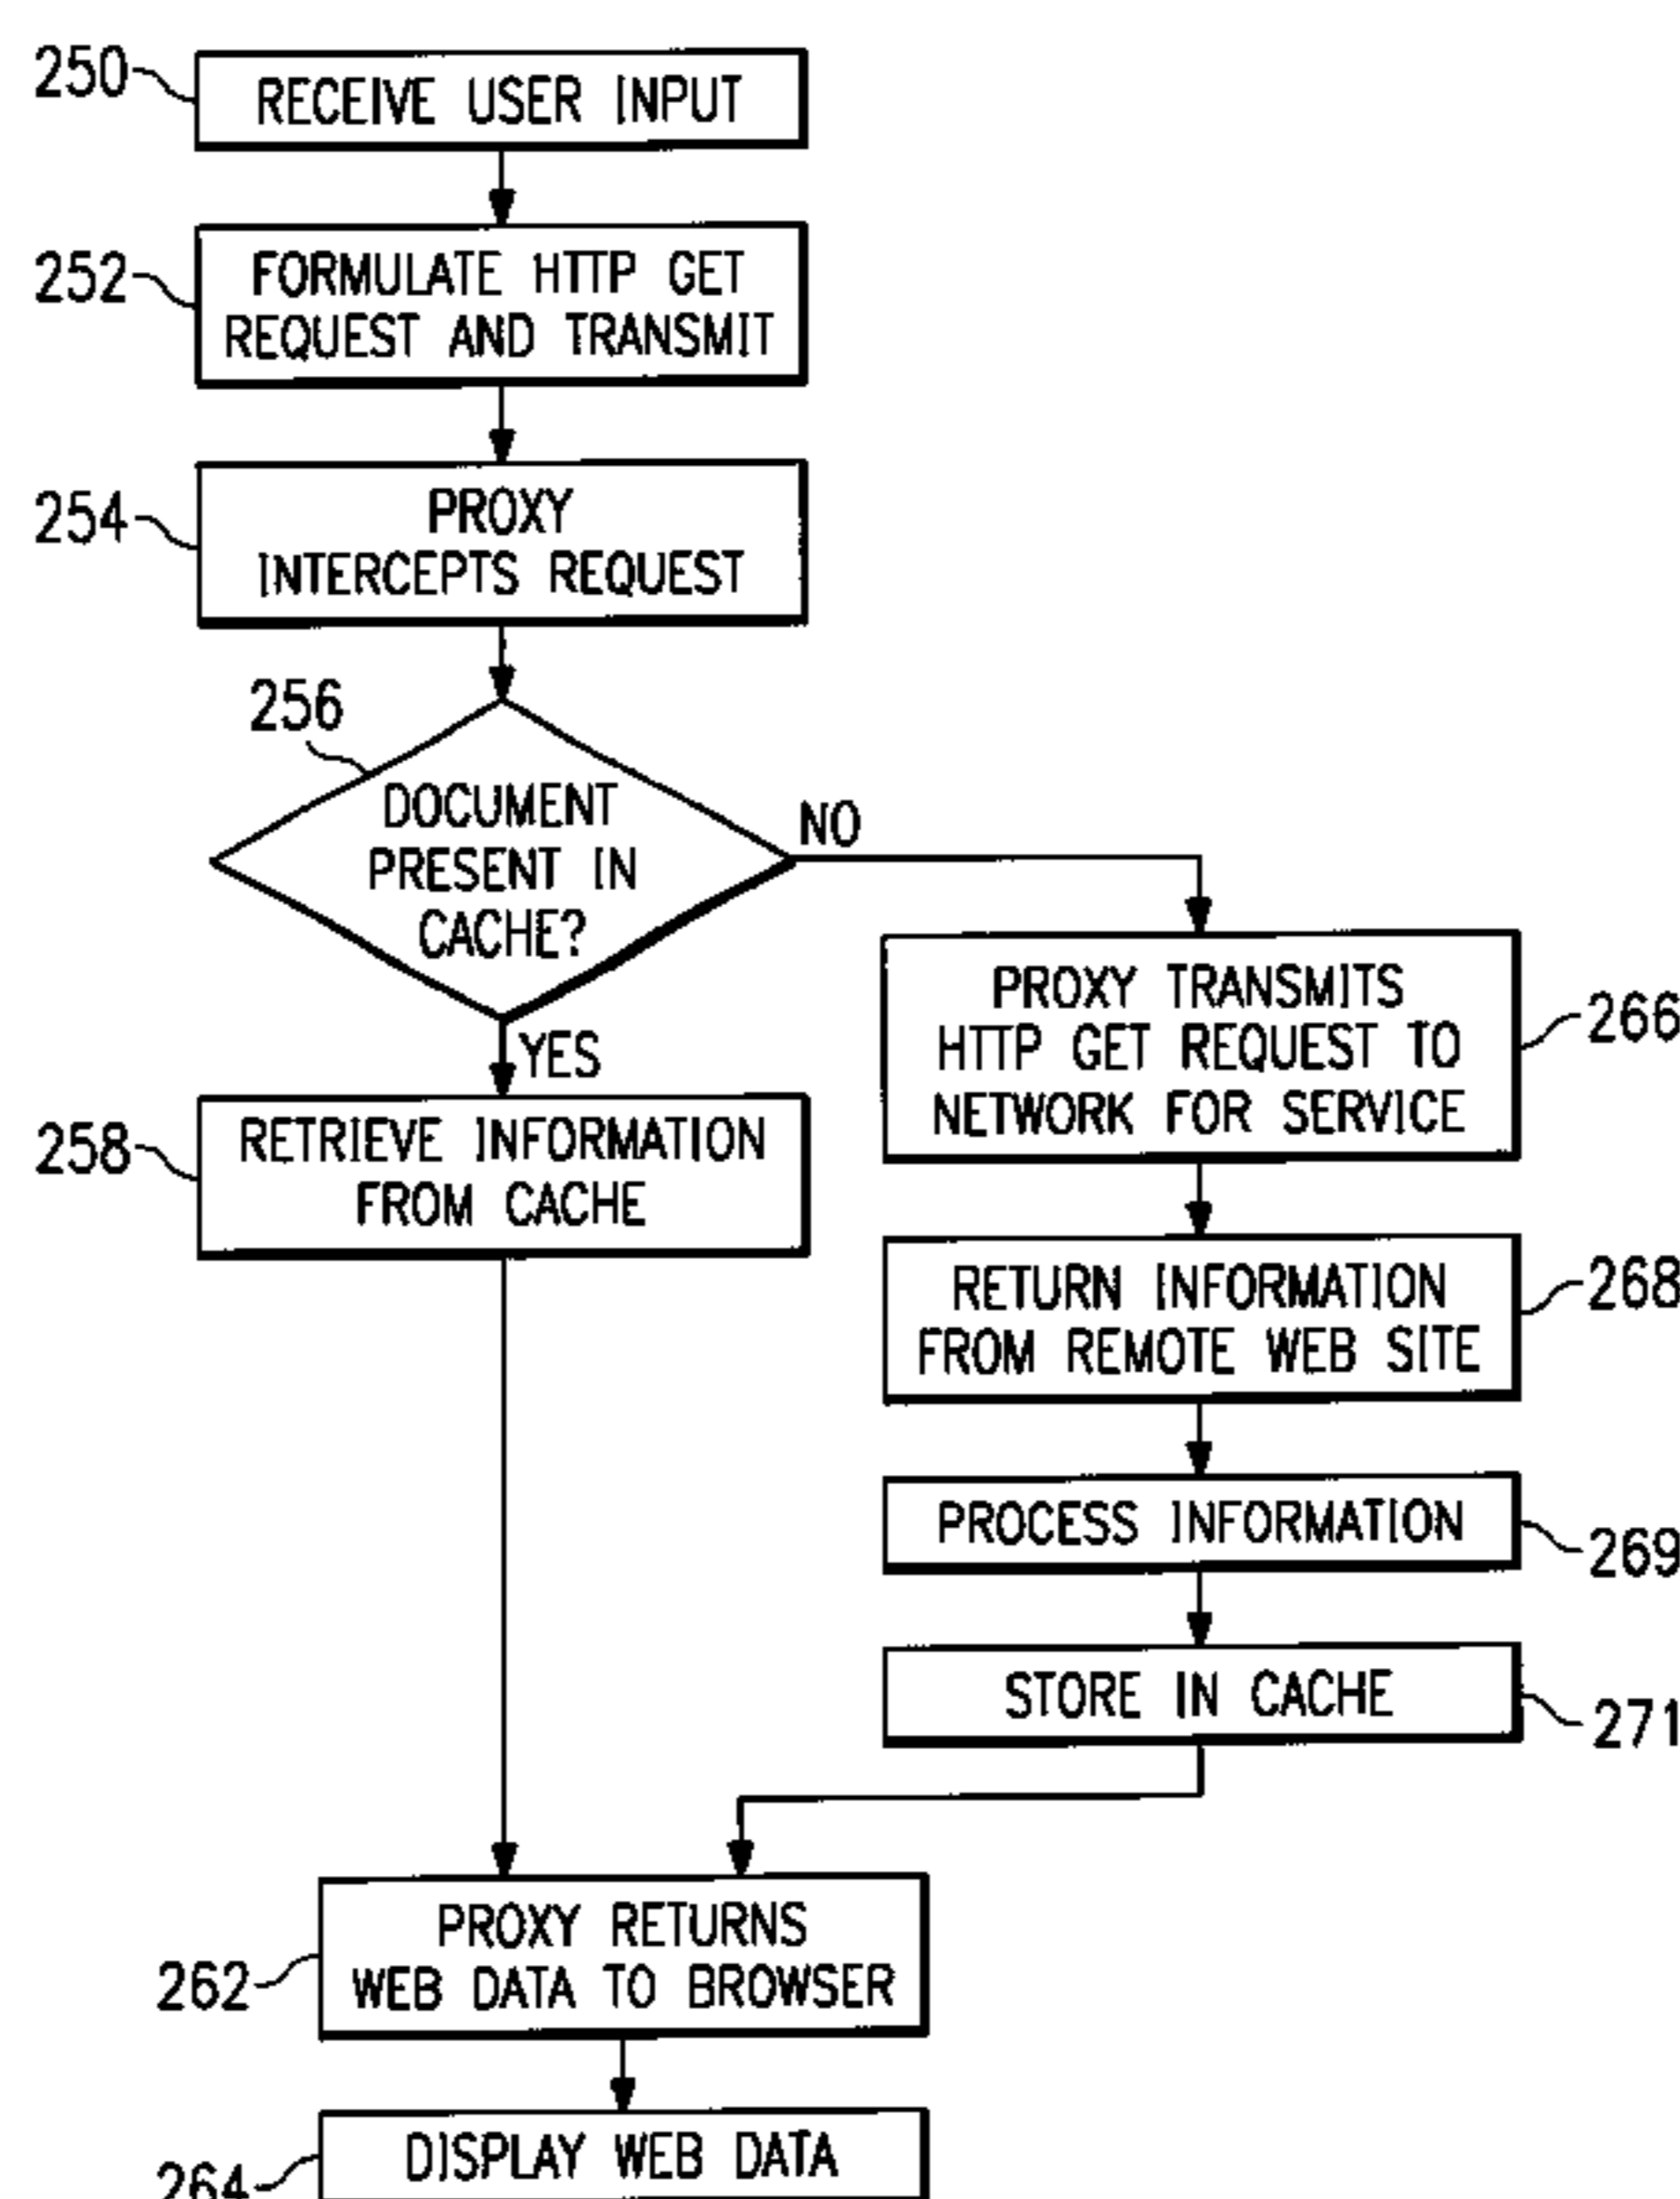 250
RECEIVE USER INPUT
252
FORMULATE HTTP GET
REQUEST AND TRANSMIT
254
PROXY
INTERCEPTS REQUEST
256
DOCUMENT
PRESENT IN
CACHE?
NO
YES
PROXY TRANSMITS
HTTP GET REQUEST TO
NETWORK FOR SERVICE
266
258
RETRIEVE INFORMATION
FROM CACHE
RETURN INFORMATION
FROM REMOTE WEB SITE
268
PROCESS INFORMATION
269
STORE IN CACHE
271
PROXY RETURNS
WEB DATA TO BROWSER
262
DISPLAY WEB DATA
264